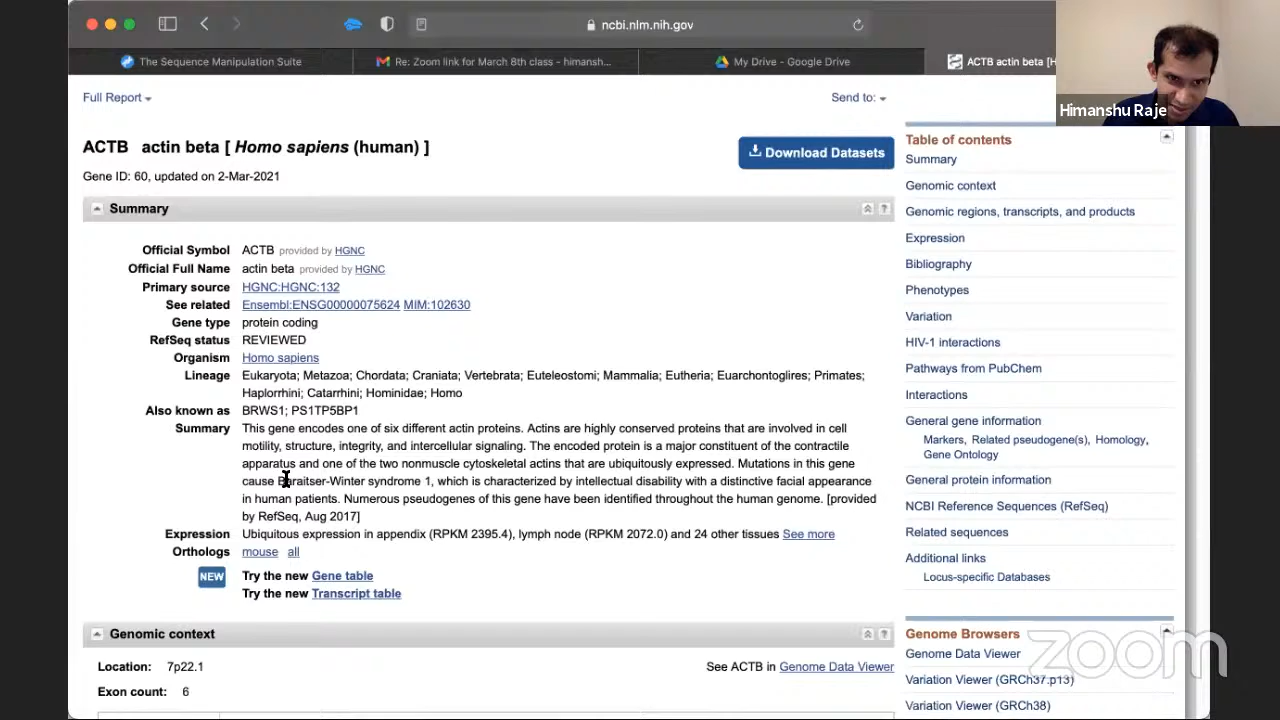 ncbi.nlm.nih.gov
The Sequence Manipulation Suite
Re: Zoom link for March 8th class - himansh...
My Drive - Google Drive
ACTB actin beta [H
Himanshu Raje
Full Report
Send to:
ACTB actin beta [ Homo sapiens (human) ]
Download Datasets
Gene ID: 60, updated on 2-Mar-2021
Summary
Official Symbol ACTB provided by HGNC
Official Full Name actin beta provided by HGNC
Primary source HGNC:HGNC:132
See related Ensembl:ENSG00000075624 MIM:102630
Gene type protein coding
RefSeq status REVIEWED
Organism Homo sapiens
Lineage Eukaryota; Metazoa; Chordata; Craniata; Vertebrata; Euteleostomi; Mammalia; Eutheria; Euarchontoglires; Primates;
Haplorrhini; Catarrhini; Hominidae; Homo
Also known as BRWS1; PS1TP5BP1
Summary This gene encodes one of six different actin proteins. Actins are highly conserved proteins that are involved in cell
motility, structure, integrity, and intercellular signaling. The encoded protein is a major constituent of the contractile
apparatus and one of the two nonmuscle cytoskeletal actins that are ubiquitously expressed. Mutations in this gene
cause Baraitser-Winter syndrome 1, which is characterized by intellectual disability with a distinctive facial appearance
in human patients. Numerous pseudogenes of this gene have been identified throughout the human genome. [provided
by RefSeq, Aug 2017]
Expression Ubiquitous expression in appendix (RPKM 2395.4), lymph node (RPKM 2072.0) and 24 other tissues See more
Orthologs mouse all
NEW Try the new Gene table
Try the new Transcript table
Genomic context
Location: 7p22.1
See ACTB in Genome Data Viewer
Exon count: 6
Table of contents
Summary
Genomic context
Genomic regions, transcripts, and products
Expression
Bibliography
Phenotypes
Variation
HIV-1 interactions
Pathways from PubChem
Interactions
General gene information
Markers, Related pseudogene(s), Homology,
Gene Ontology
General protein information
NCBI Reference Sequences (RefSeq)
Related sequences
Additional links
Locus-specific Databases
Genome Browsers
Genome Data Viewer
Variation Viewer (GRCh37.p13)
Variation Viewer (GRCh38)
zoom